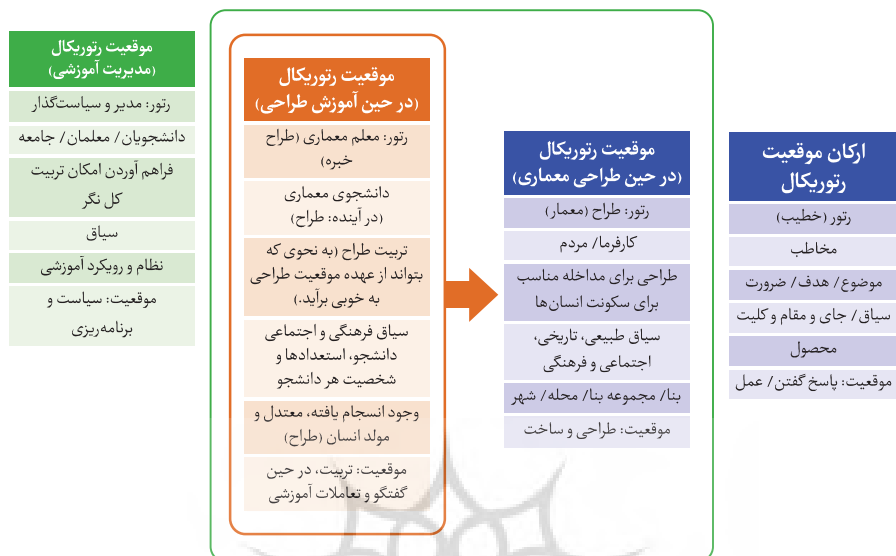 ارکان موقعیت
رتوریکال
رتور (خطیب)
مخاطب
موضوع/ هدف/ ضرورت
سیاق/ جای و مقام و کلیت
محصول
موقعیت: پاسخ گفتن/ عمل
موقعیت رتوریکال
(در حین طراحی معماری)
رتور: طراح (معمار)
کارفرما/ مردم
طراحی برای مداخله مناسب
برای سکونت انسان‌ها
سیاق طبیعی، تاریخی،
اجتماعی و فرهنگی
بنا/ مجموعه بنا/ محله/ شهر
موقعیت: طراحی و ساخت
موقعیت رتوریکال
(در حین آموزش طراحی)
رتور: معلم معماری (طراح
خبره)
دانشجوی معماری
(در آینده: طراح)
تربیت طراح (به نحوی که
بتواند از عهده موقعیت طراحی
به خوبی برآید.)
سیاق فرهنگی و اجتماعی
دانشجو، استعدادها و
شخصیت هر دانشجو
وجود انسجام یافته، معتدل و
مولد انسان (طراح)
موقعیت: تربیت، در حین
گفتگو و تعاملات آموزشی
موقعیت رتوریکال
(مدیریت آموزشی)
رتور: مدیر و سیاست‌گذار
دانشجویان/ معلمان/ جامعه
فراهم آوردن امکان تربیت
کل نگر
سیاق
نظام و رویکرد آموزشی
موقعیت: سیاست و
برنامه‌ریزی